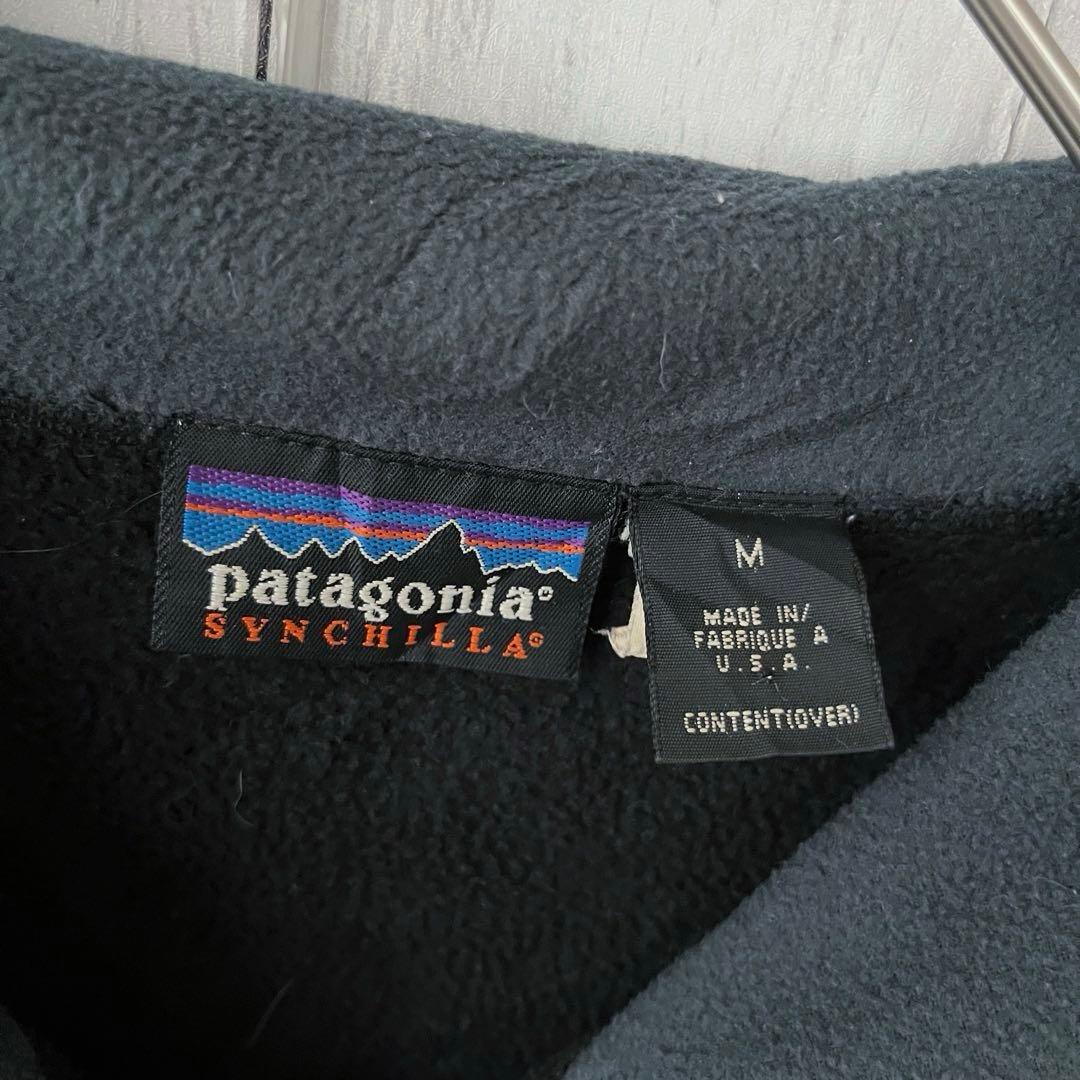 patagonia®
SYNCHILLA®
M
MADE IN/
FABRIQUE A
U.S.A.
CONTENT(OVER)